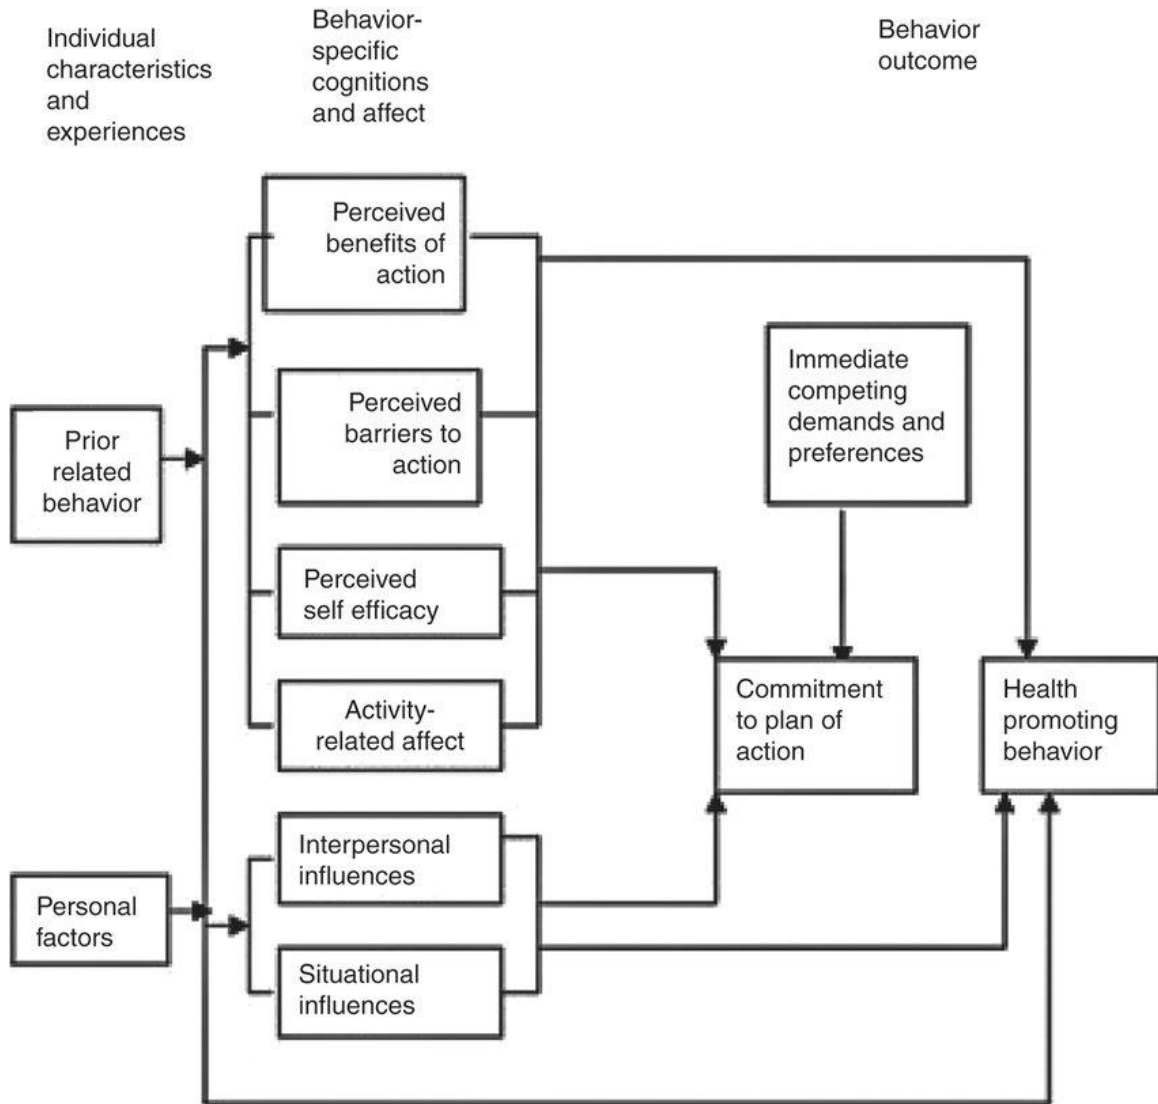 Individual
characteristics
and
experiences
Behavior-
specific
cognitions
and affect
Behavior
outcome
Perceived
benefits of
action
Perceived
barriers to
action
Immediate
competing
demands and
preferences
Prior
related
behavior
Perceived
self efficacy
Activity-
related affect
Commitment
to plan of
action
Health
promoting
behavior
Interpersonal
influences
Personal
factors
Situational
influences